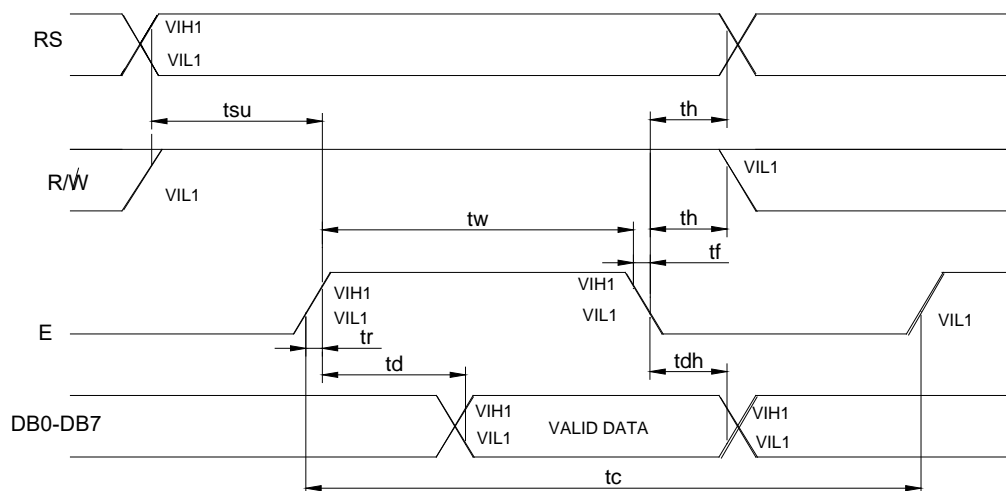 RS
VIH1
VIL1
tsu
th
R/W
VIL1
VIL1
tw
th
tf
E
VIH1
VIL1
VIH1
VIL1
VIL1
tr
td
tdh
DB0-DB7
VIH1
VIL1
VALID DATA
VIH1
VIL1
tc